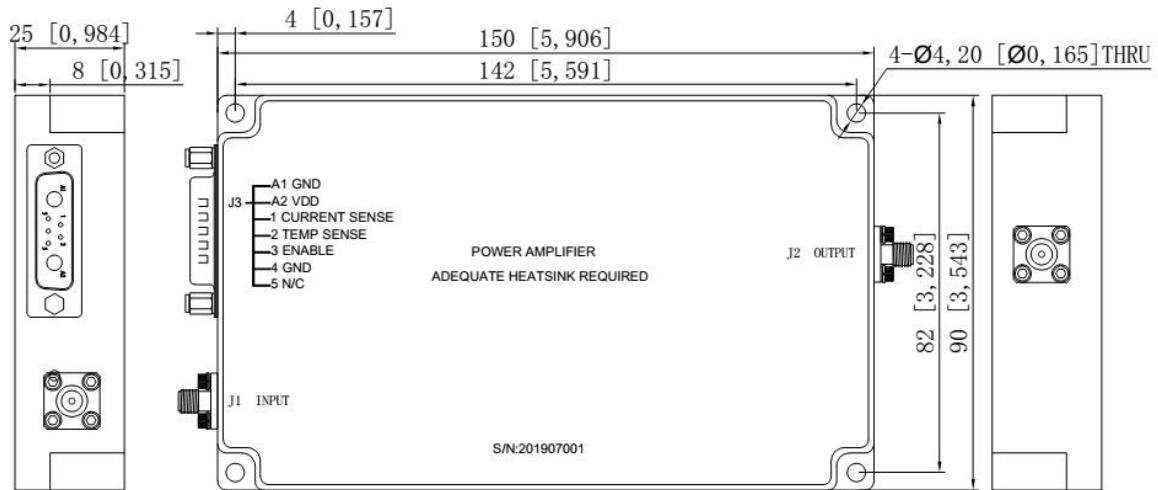 4 [0,157]
25 [0,984]
150 [5,906]
8 [0,315]
142 [5,591]
4-Ø4,20 [Ø0,165]THRU
J3
A1 GND
A2 VDD
1 CURRENT SENSE
2 TEMP SENSE
3 ENABLE
4 GND
5 N/C
POWER AMPLIFIER
ADEQUATE HEATSINK REQUIRED
J2 OUTPUT
82 [3,228]
90 [3,543]
J1 INPUT
S/N:201907001